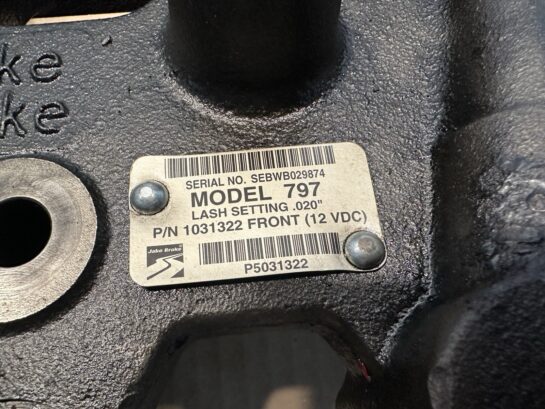 ke
ke
SERIAL NO. SEBWB029874
MODEL 797
LASH SETTING .020"
P/N 1031322 FRONT (12 VDC)
Jake Brake
P5031322